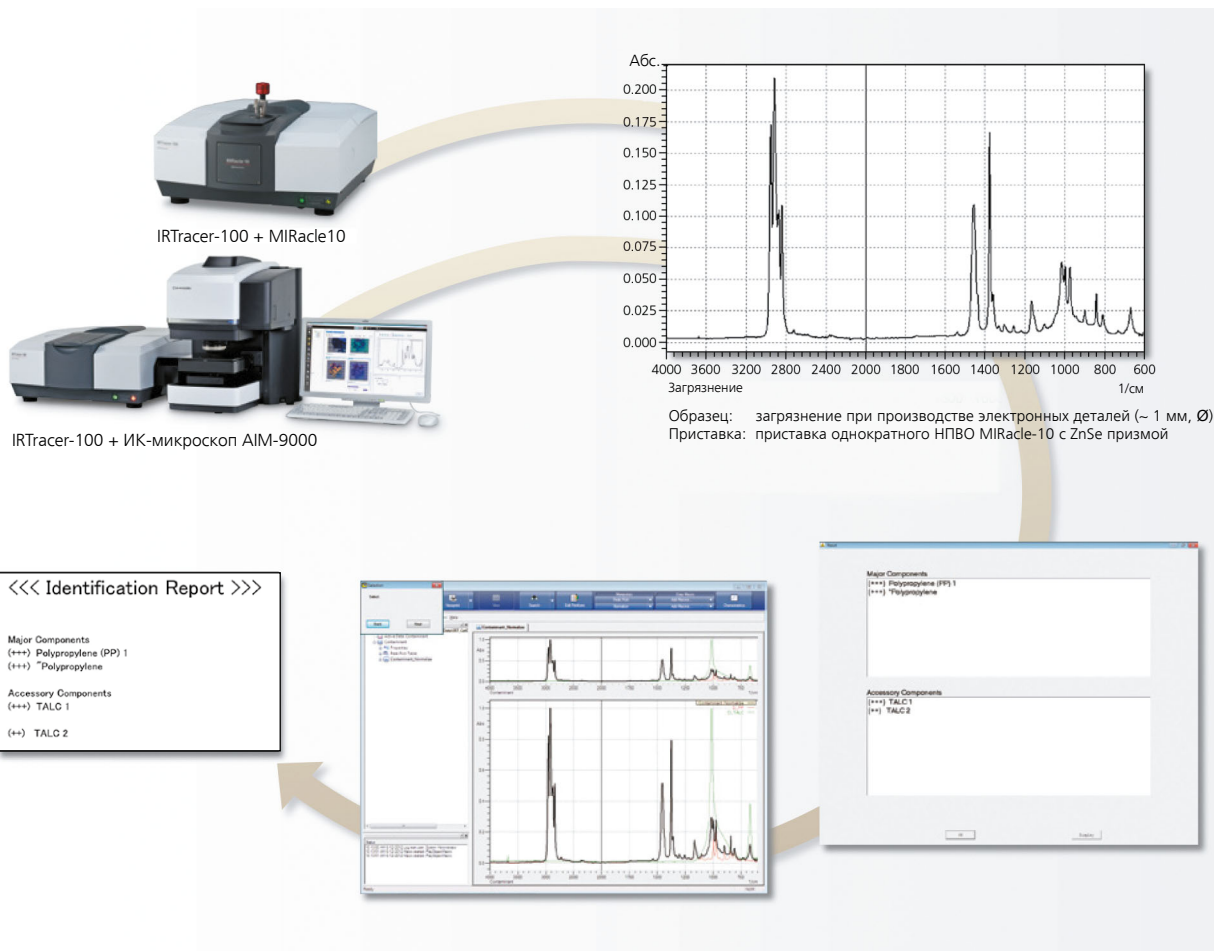 IRTracer-100 + MIRacle10
IRTracer-100 + ИК-микроскоп AIM-9000
Абс.
0.200
0.175
0.150
0.125
0.100
0.075
0.050
0.025
0.000
4000 3600 3200 2800 2400 2000 1800 1600 1400 1200 1000 800 600
Загрязнение 1/см
Образец: загрязнение при производстве электронных деталей (~ 1 мм, Ø)
Приставка: приставка однократного НПВО MIRacle-10 с ZnSe призмой
<<< Identification Report >>>
Major Components
(+++) Polypropylene (PP) 1
(+++) ~Polypropylene
Accessory Components
(+++) TALC 1
(++) TALC 2
Search
Contaminant_Normalize
Contaminant
Contaminant
Major Components
(+++) Polypropylene (PP) 1
(+++) ~Polypropylene
Accessory Components
(+++) TALC 1
(++) TALC 2